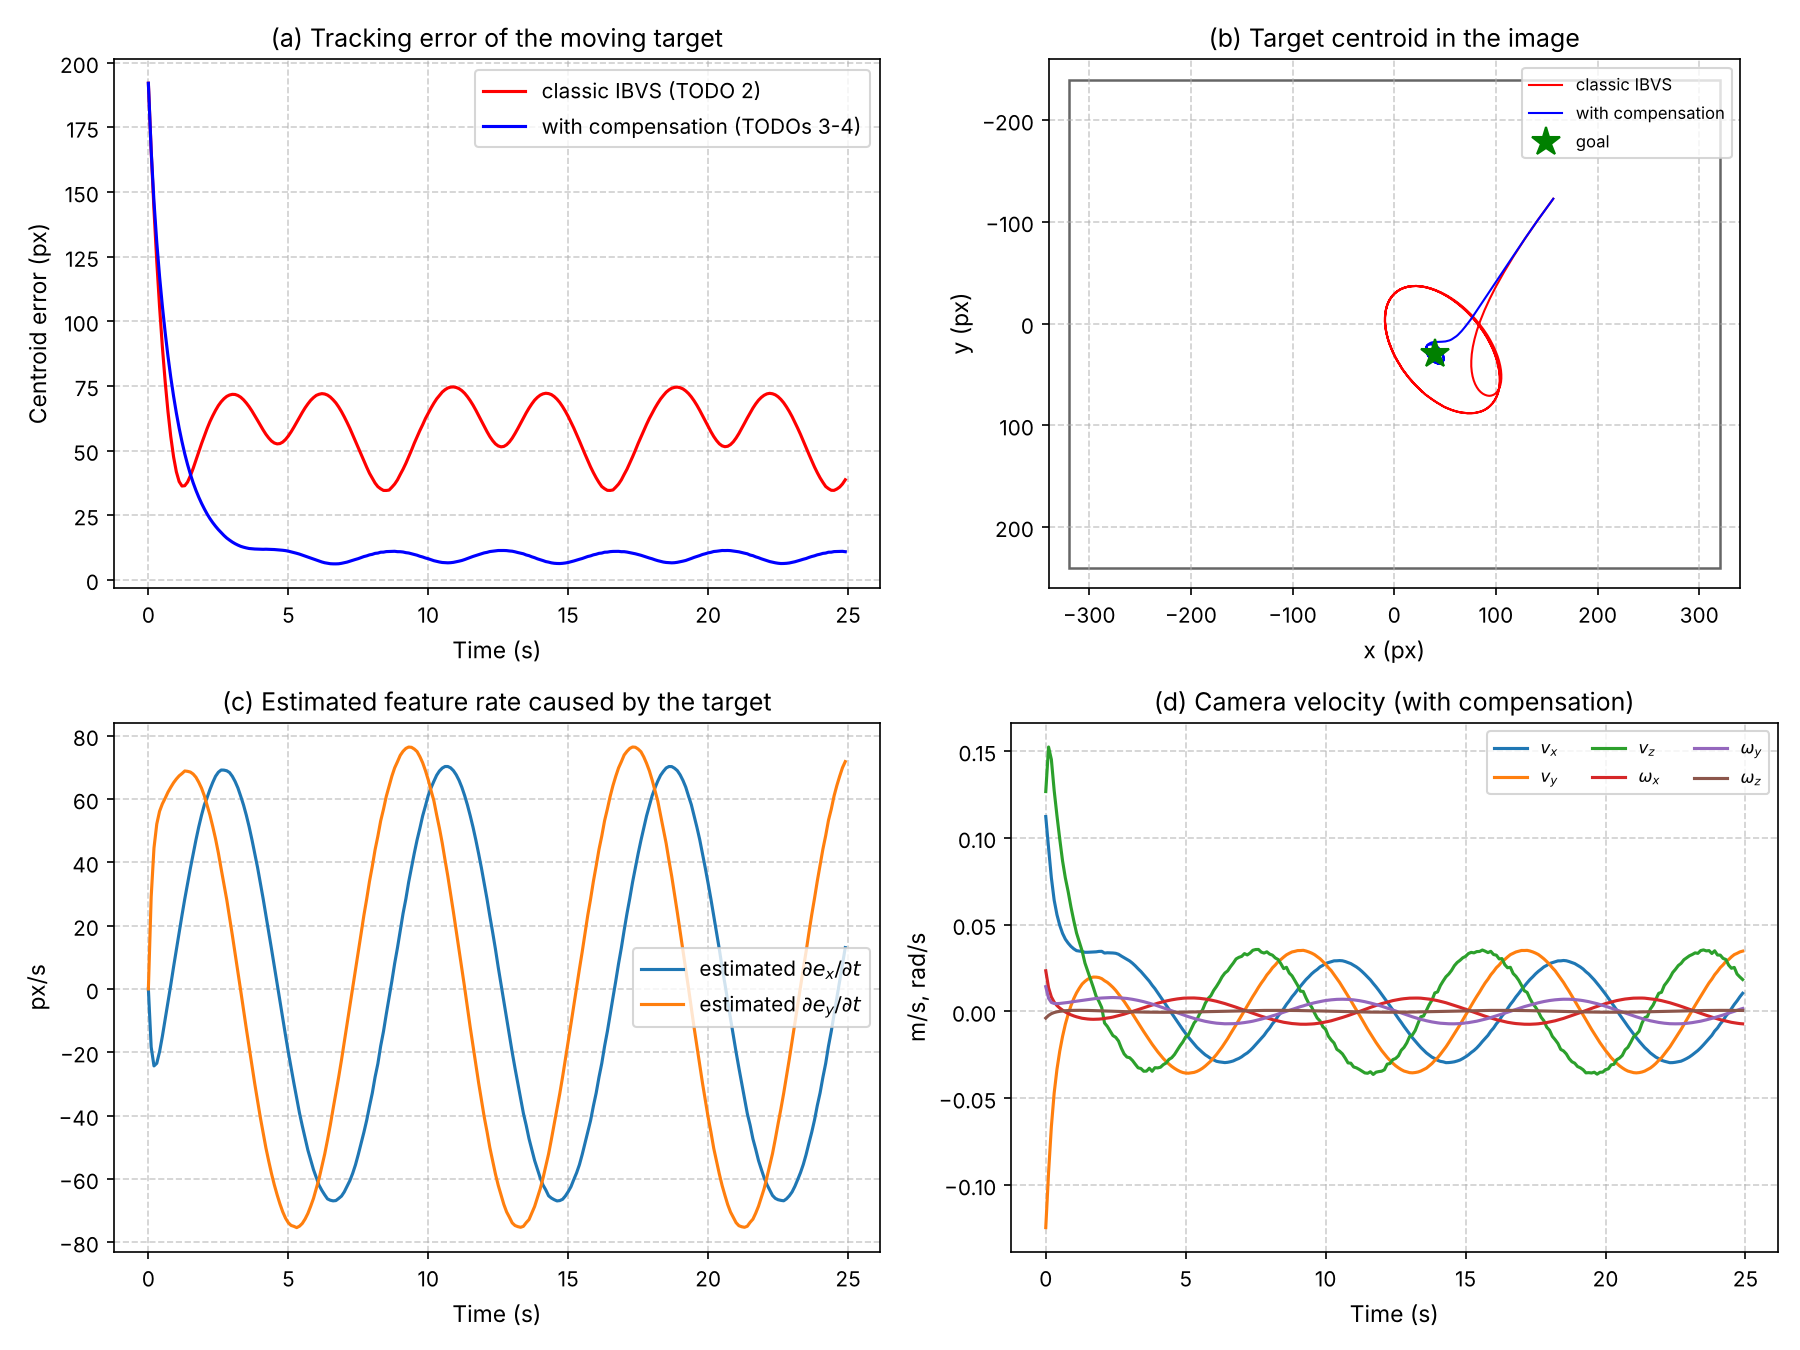 (a) Tracking error of the moving target
200
175
150
125
100
75
50
25
0
Centroid error (px)
classic IBVS (TODO 2)
with compensation (TODOs 3-4)
0 5 10 15 20 25
Time (s)
(b) Target centroid in the image
−200
−100
0
100
200
y (px)
classic IBVS
with compensation
goal
−300 −200 −100 0 100 200 300
x (px)
(c) Estimated feature rate caused by the target
80
60
40
20
0
−20
−40
−60
−80
px/s
estimated ∂eₓ/∂t
estimated ∂e_y/∂t
0 5 10 15 20 25
Time (s)
(d) Camera velocity (with compensation)
0.15
0.10
0.05
0.00
−0.05
−0.10
m/s, rad/s
vₓ v_z ω_y
v_y ωₓ ω_z
0 5 10 15 20 25
Time (s)